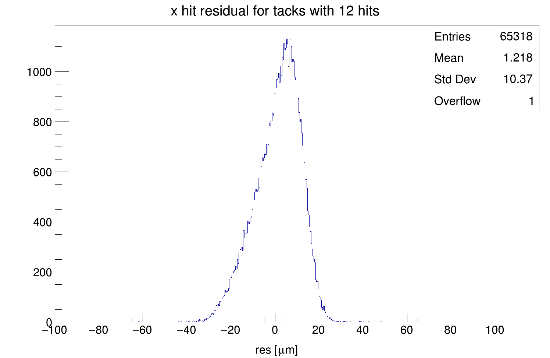 x hit residual for tacks with 12 hits
Entries 65318
Mean 1.218
Std Dev 10.37
Overflow 1
1000
800
600
400
200
0
−100 −80 −60 −40 −20 0 20 40 60 80 100
res [μm]